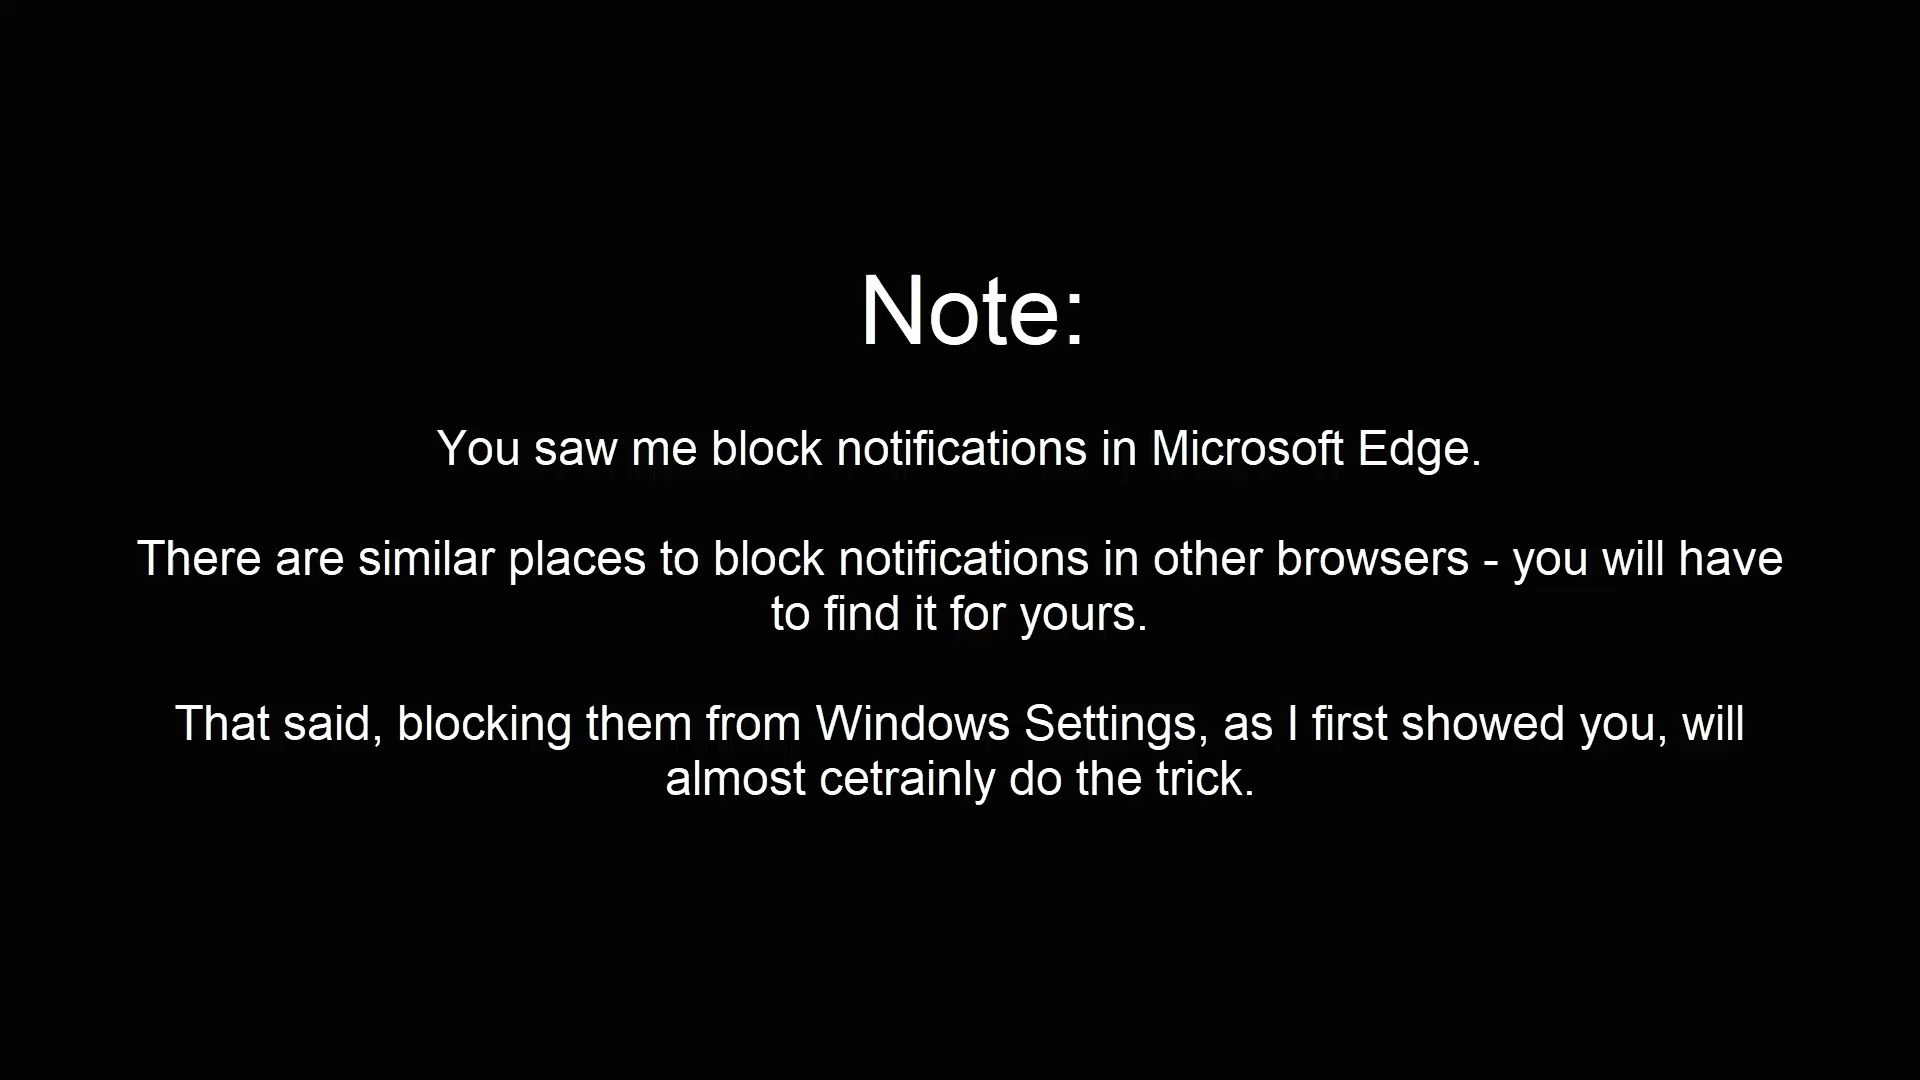 Note:
You saw me block notifications in Microsoft Edge.
There are similar places to block notifications in other browsers - you will have
to find it for yours.
That said, blocking them from Windows Settings, as I first showed you, will
almost cetrainly do the trick.